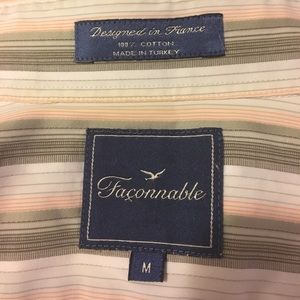 Designed in France
100% COTTON
MADE IN TURKEY
Façonnable
M